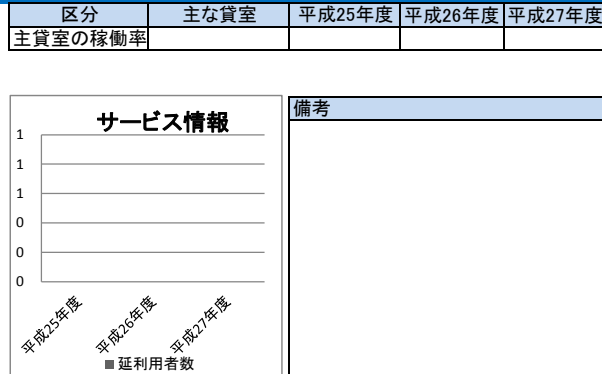 区分 主な貸室 平成25年度 平成26年度 平成27年度
主貸室の稼働率
サービス情報
1
1
1
0
0
0
平成25年度 平成26年度 平成27年度
■延利用者数
備考